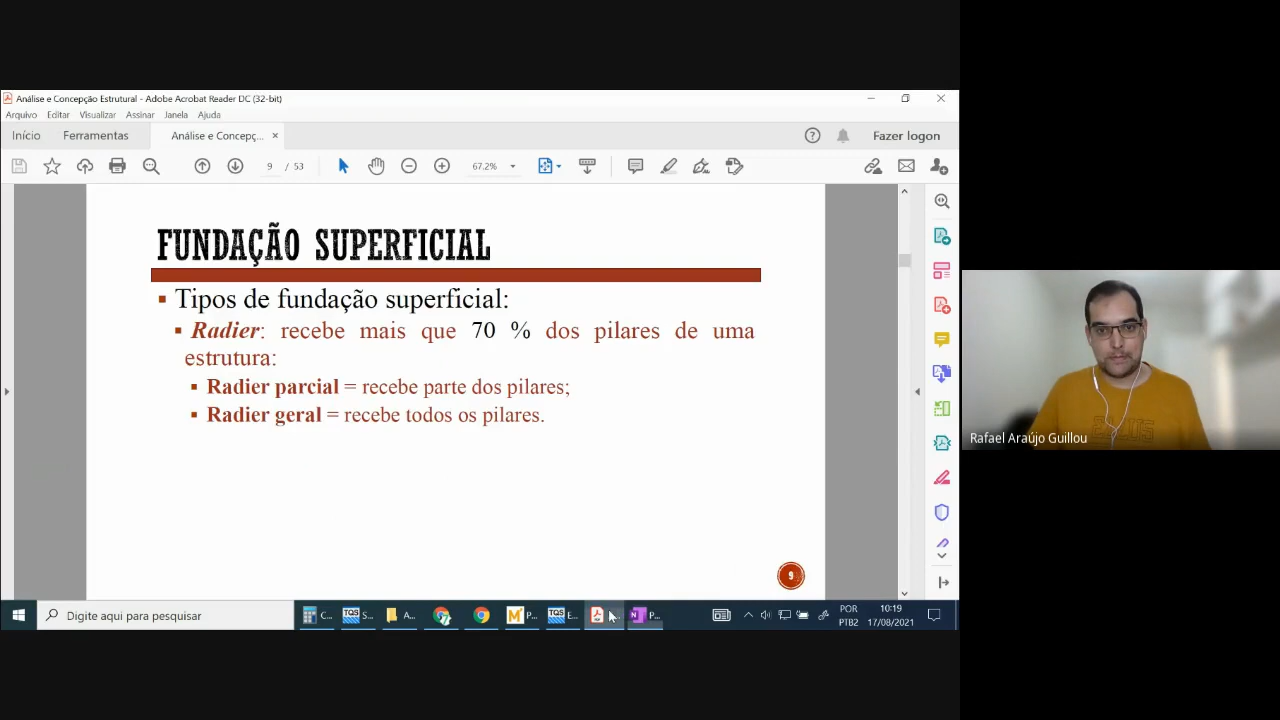 Análise e Concepção Estrutural - Adobe Acrobat Reader DC (32-bit)
Arquivo Editar Visualizar Assinar Janela Ajuda
Início Ferramentas Análise e Concepç... × Fazer logon
9 / 53 67.2%
FUNDAÇÃO SUPERFICIAL
▪ Tipos de fundação superficial:
▪ Radier: recebe mais que 70 % dos pilares de uma
estrutura:
▪ Radier parcial = recebe parte dos pilares;
▪ Radier geral = recebe todos os pilares.
9
Rafael Araújo Guillou
Digite aqui para pesquisar C... TQS S... A... M P... TQS E... P... POR 10:19
PTB2 17/08/2021